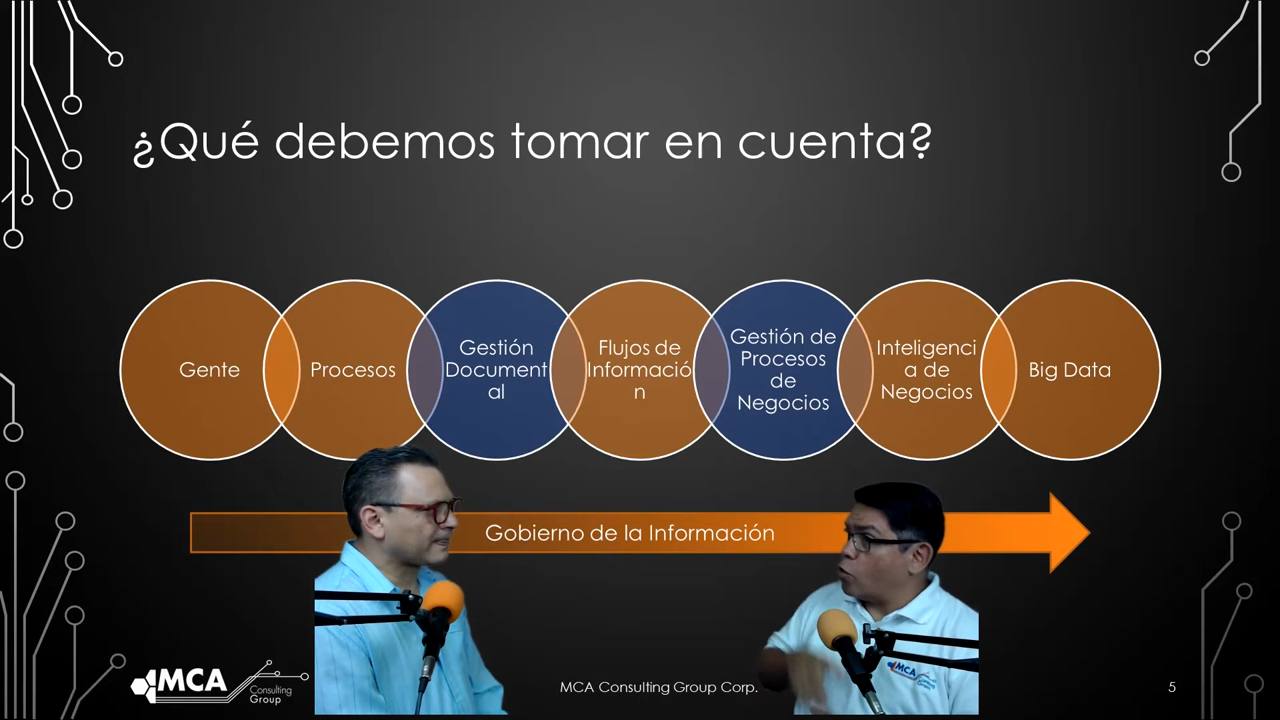 ¿Qué debemos tomar en cuenta?
Gente
Procesos
Gestión
Document
al
Flujos de
Informació
n
Gestión de
Procesos
de
Negocios
Inteligenci
a de
Negocios
Big Data
Gobierno de la Información
MCA
Consulting
Group
MCA Consulting Group Corp.
5
MCA